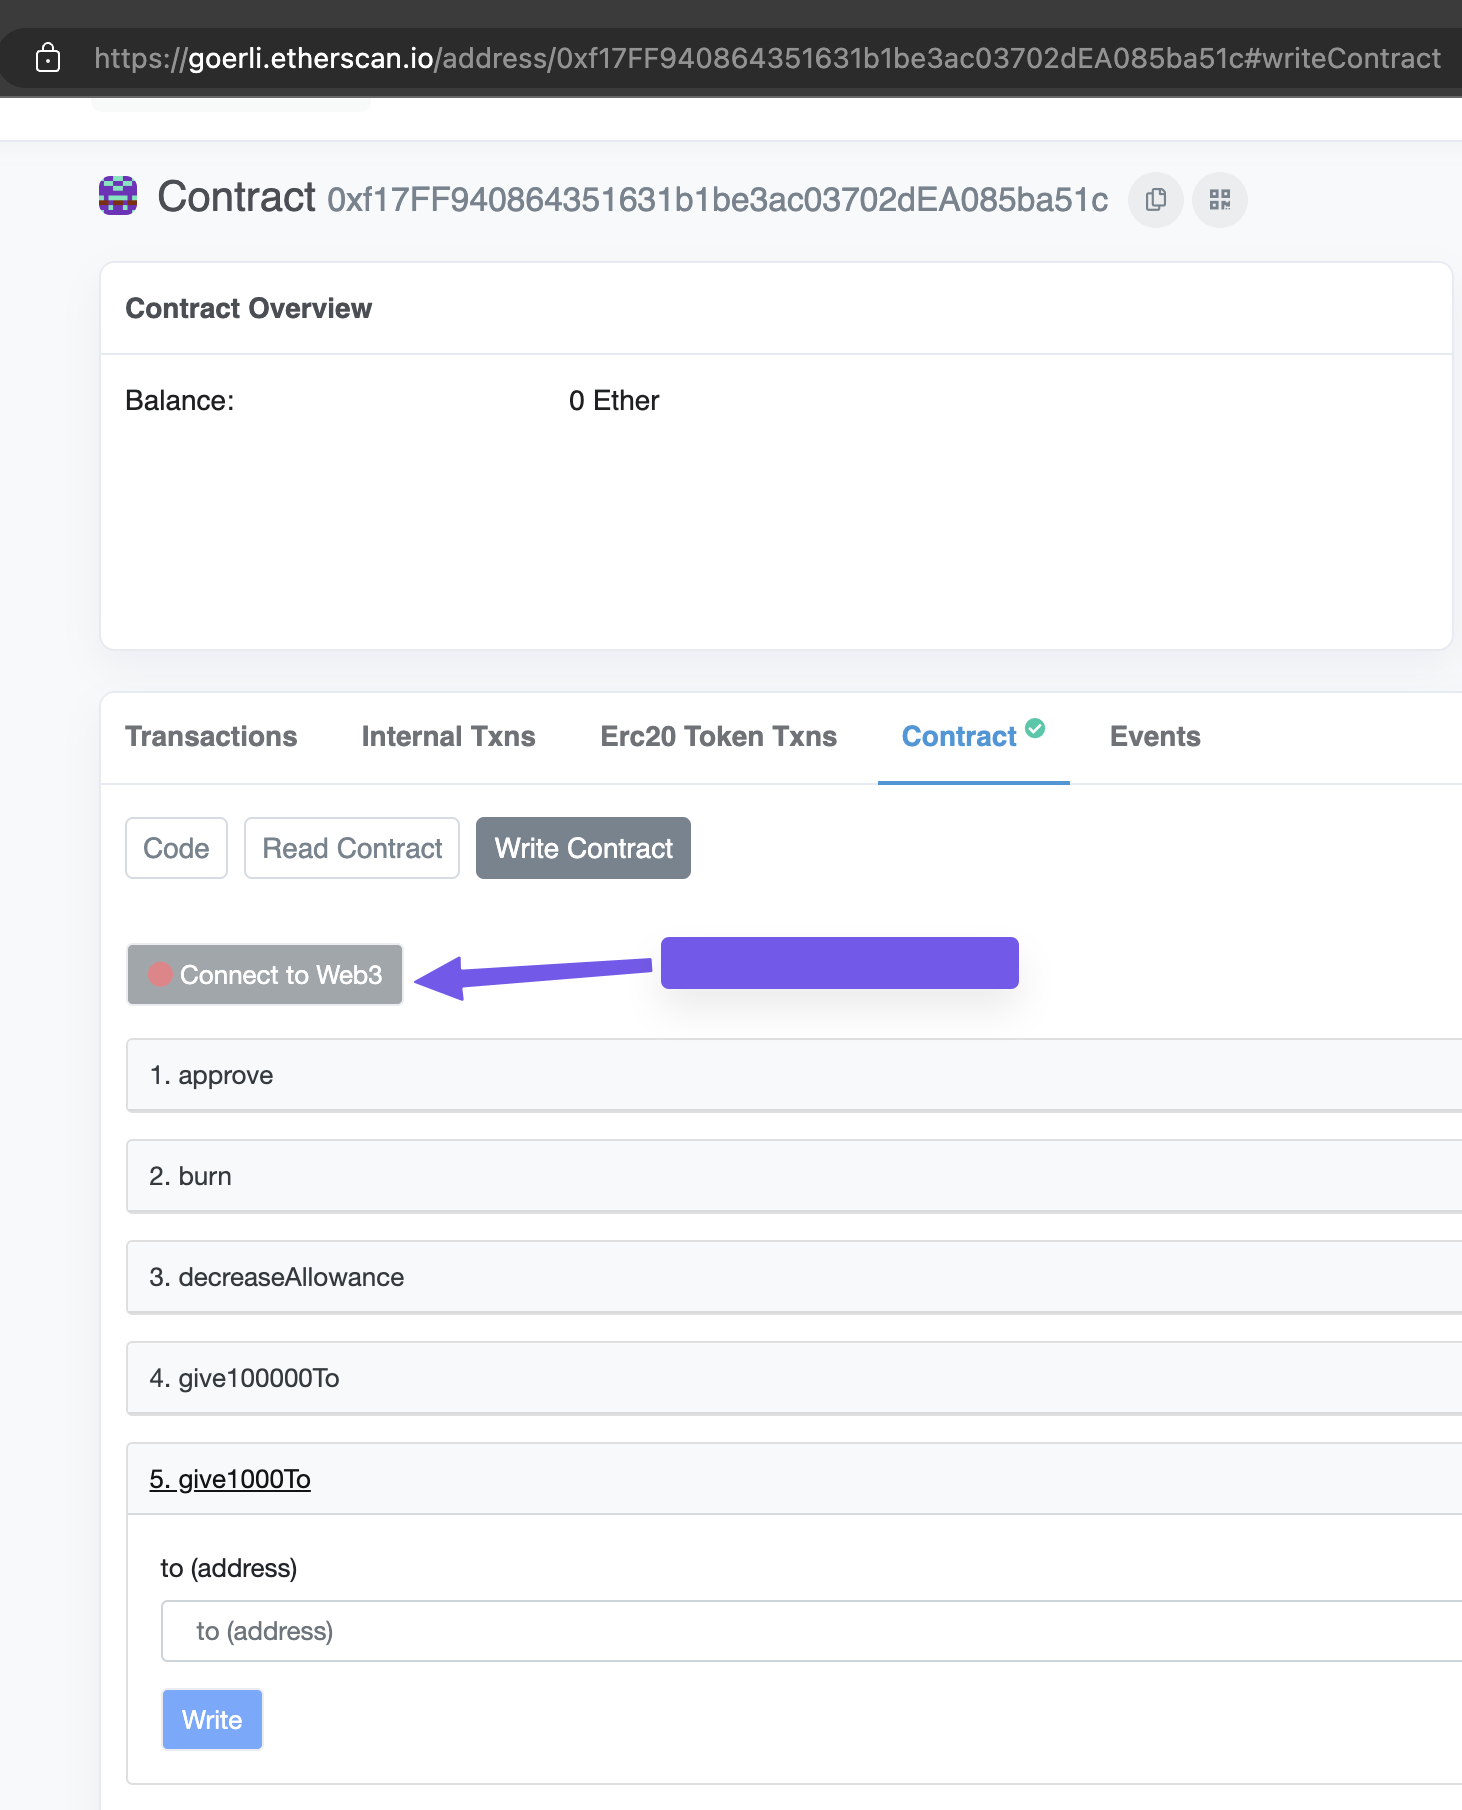 https://goerli.etherscan.io/address/0xf17FF940864351631b1be3ac03702dEA085ba51c#writeContract
Contract 0xf17FF940864351631b1be3ac03702dEA085ba51c
Contract Overview
Balance: 0 Ether
Transactions Internal Txns Erc20 Token Txns Contract Events
Code Read Contract Write Contract
Connect to Web3
1. approve
2. burn
3. decreaseAllowance
4. give100000To
5. give1000To
to (address)
to (address)
Write